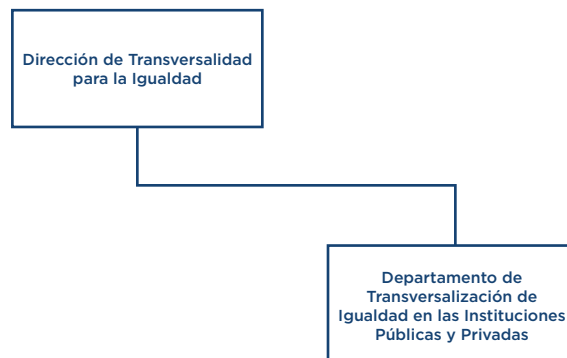 Dirección de Transversalidad
para la Igualdad
Departamento de
Transversalización de
Igualdad en las Instituciones
Públicas y Privadas